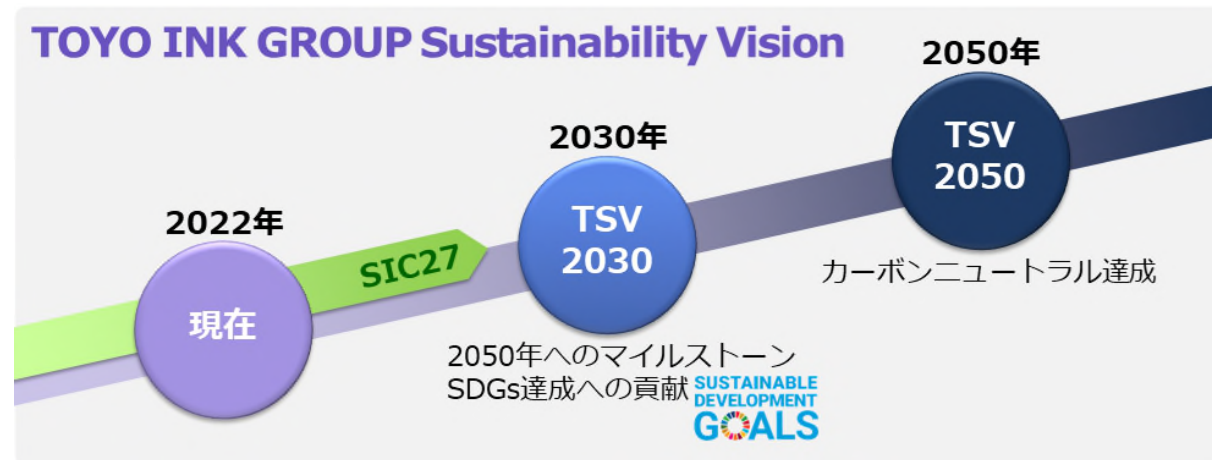 TOYO INK GROUP Sustainability Vision
2022年
現在
SIC27
2030年
TSV
2030
2050年へのマイルストーン
SDGs達成への貢献
SUSTAINABLE
DEVELOPMENT
GOALS
2050年
TSV
2050
カーボンニュートラル達成